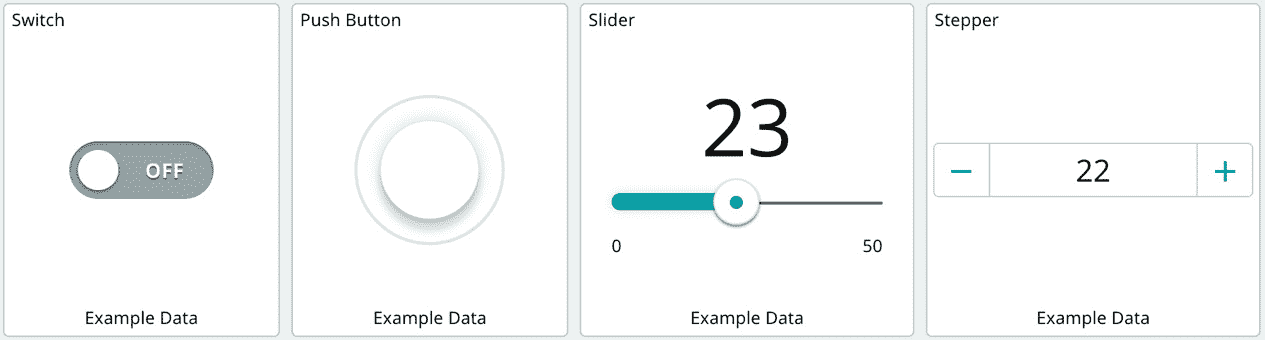 Switch
OFF
Example Data
Push Button
Example Data
Slider
23
0 50
Example Data
Stepper
− 22 +
Example Data